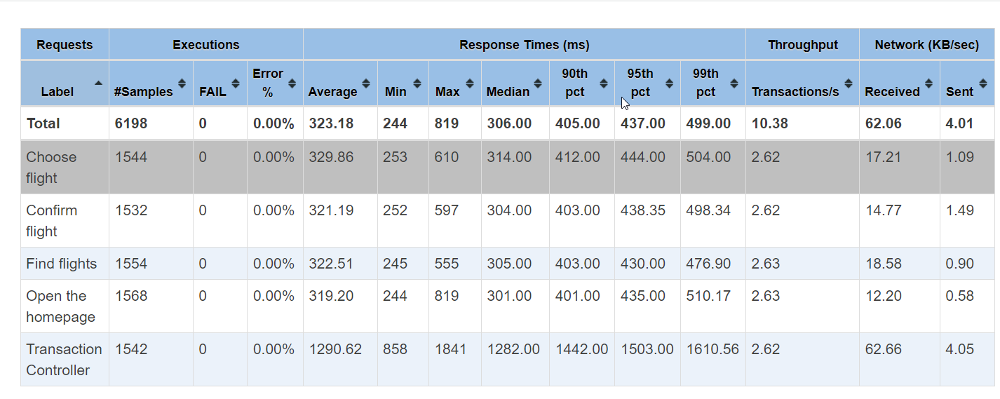 Requests Executions Response Times (ms) Throughput Network (KB/sec)
Label #Samples FAIL Error % Average Min Max Median 90th pct 95th pct 99th pct Transactions/s Received Sent
Total 6198 0 0.00% 323.18 244 819 306.00 405.00 437.00 499.00 10.38 62.06 4.01
Choose flight 1544 0 0.00% 329.86 253 610 314.00 412.00 444.00 504.00 2.62 17.21 1.09
Confirm flight 1532 0 0.00% 321.19 252 597 304.00 403.00 438.35 498.34 2.62 14.77 1.49
Find flights 1554 0 0.00% 322.51 245 555 305.00 403.00 430.00 476.90 2.63 18.58 0.90
Open the homepage 1568 0 0.00% 319.20 244 819 301.00 401.00 435.00 510.17 2.63 12.20 0.58
Transaction Controller 1542 0 0.00% 1290.62 858 1841 1282.00 1442.00 1503.00 1610.56 2.62 62.66 4.05